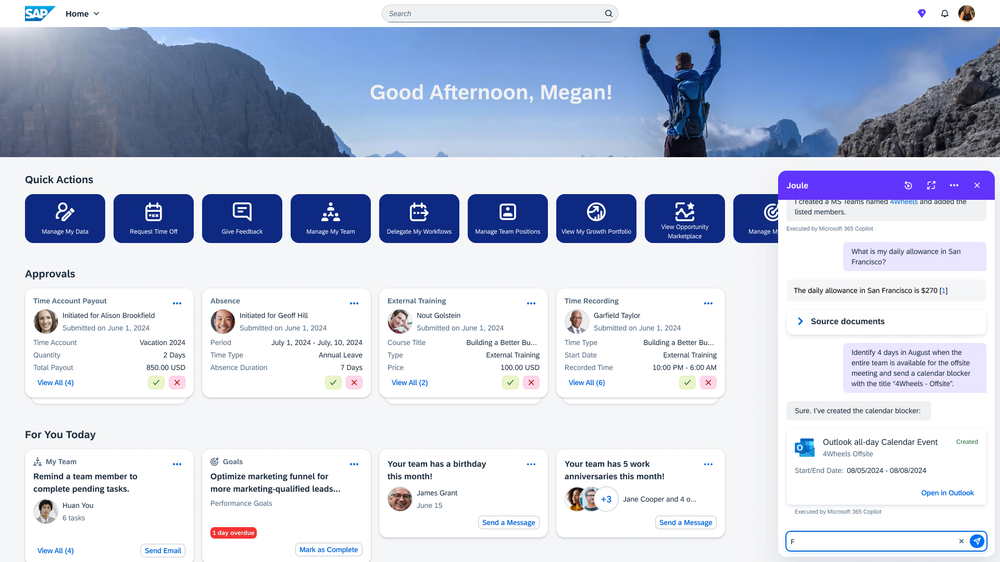 SAP
Home
Search
Good Afternoon, Megan!
Quick Actions
Manage My Data
Request Time Off
Give Feedback
Manage My Team
Delegate My Workflows
Manage Team Positions
View My Growth Portfolio
View Opportunity
Marketplace
Manage My
Approvals
Time Account Payout
Initiated for Alison Brookfield
Submitted on June 1, 2024
Time Account Vacation 2024
Quantity 2 Days
Total Payout 850.00 USD
View All (4)
Absence
Initiated for Geoff Hill
Submitted on June 1, 2024
Period July 1, 2024 - July, 10, 2024
Time Type Annual Leave
Absence Duration 7 Days
External Training
Nout Golstein
Submitted on June 1, 2024
Course Title Building a Better Bu...
Type External Training
Price 100.00 USD
View All (2)
Time Recording
Garfield Taylor
Submitted on June 1, 2024
Time Type Building a Better Bu...
Start Date External Training
Recorded Time 10:00 PM - 6:00 AM
View All (6)
For You Today
My Team
Remind a team member to
complete pending tasks.
Huan You
6 tasks
View All (4) Send Email
Goals
Optimize marketing funnel for
more marketing-qualified leads...
Performance Goals
1 day overdue
Mark as Complete
Your team has a birthday
this month!
James Grant
June 15
Send a Message
Your team has 5 work
anniversaries this month!
+3 Jane Cooper and 4 o...
Send a Message
Joule
I created a MS Teams named 4Wheels and added the
listed members.
Executed by Microsoft 365 Copilot
What is my daily allowance in San
Francisco?
The daily allowance in San Francisco is $270 [1]
Source documents
Identify 4 days in August when the
entire team is available for the offsite
meeting and send a calendar blocker
with the title “4Wheels - Offsite”.
Sure. I've created the calendar blocker:
Outlook all-day Calendar Event Created
4Wheels Offsite
Start/End Date: 08/05/2024 - 08/08/2024
Open in Outlook
Executed by Microsoft 365 Copilot
F